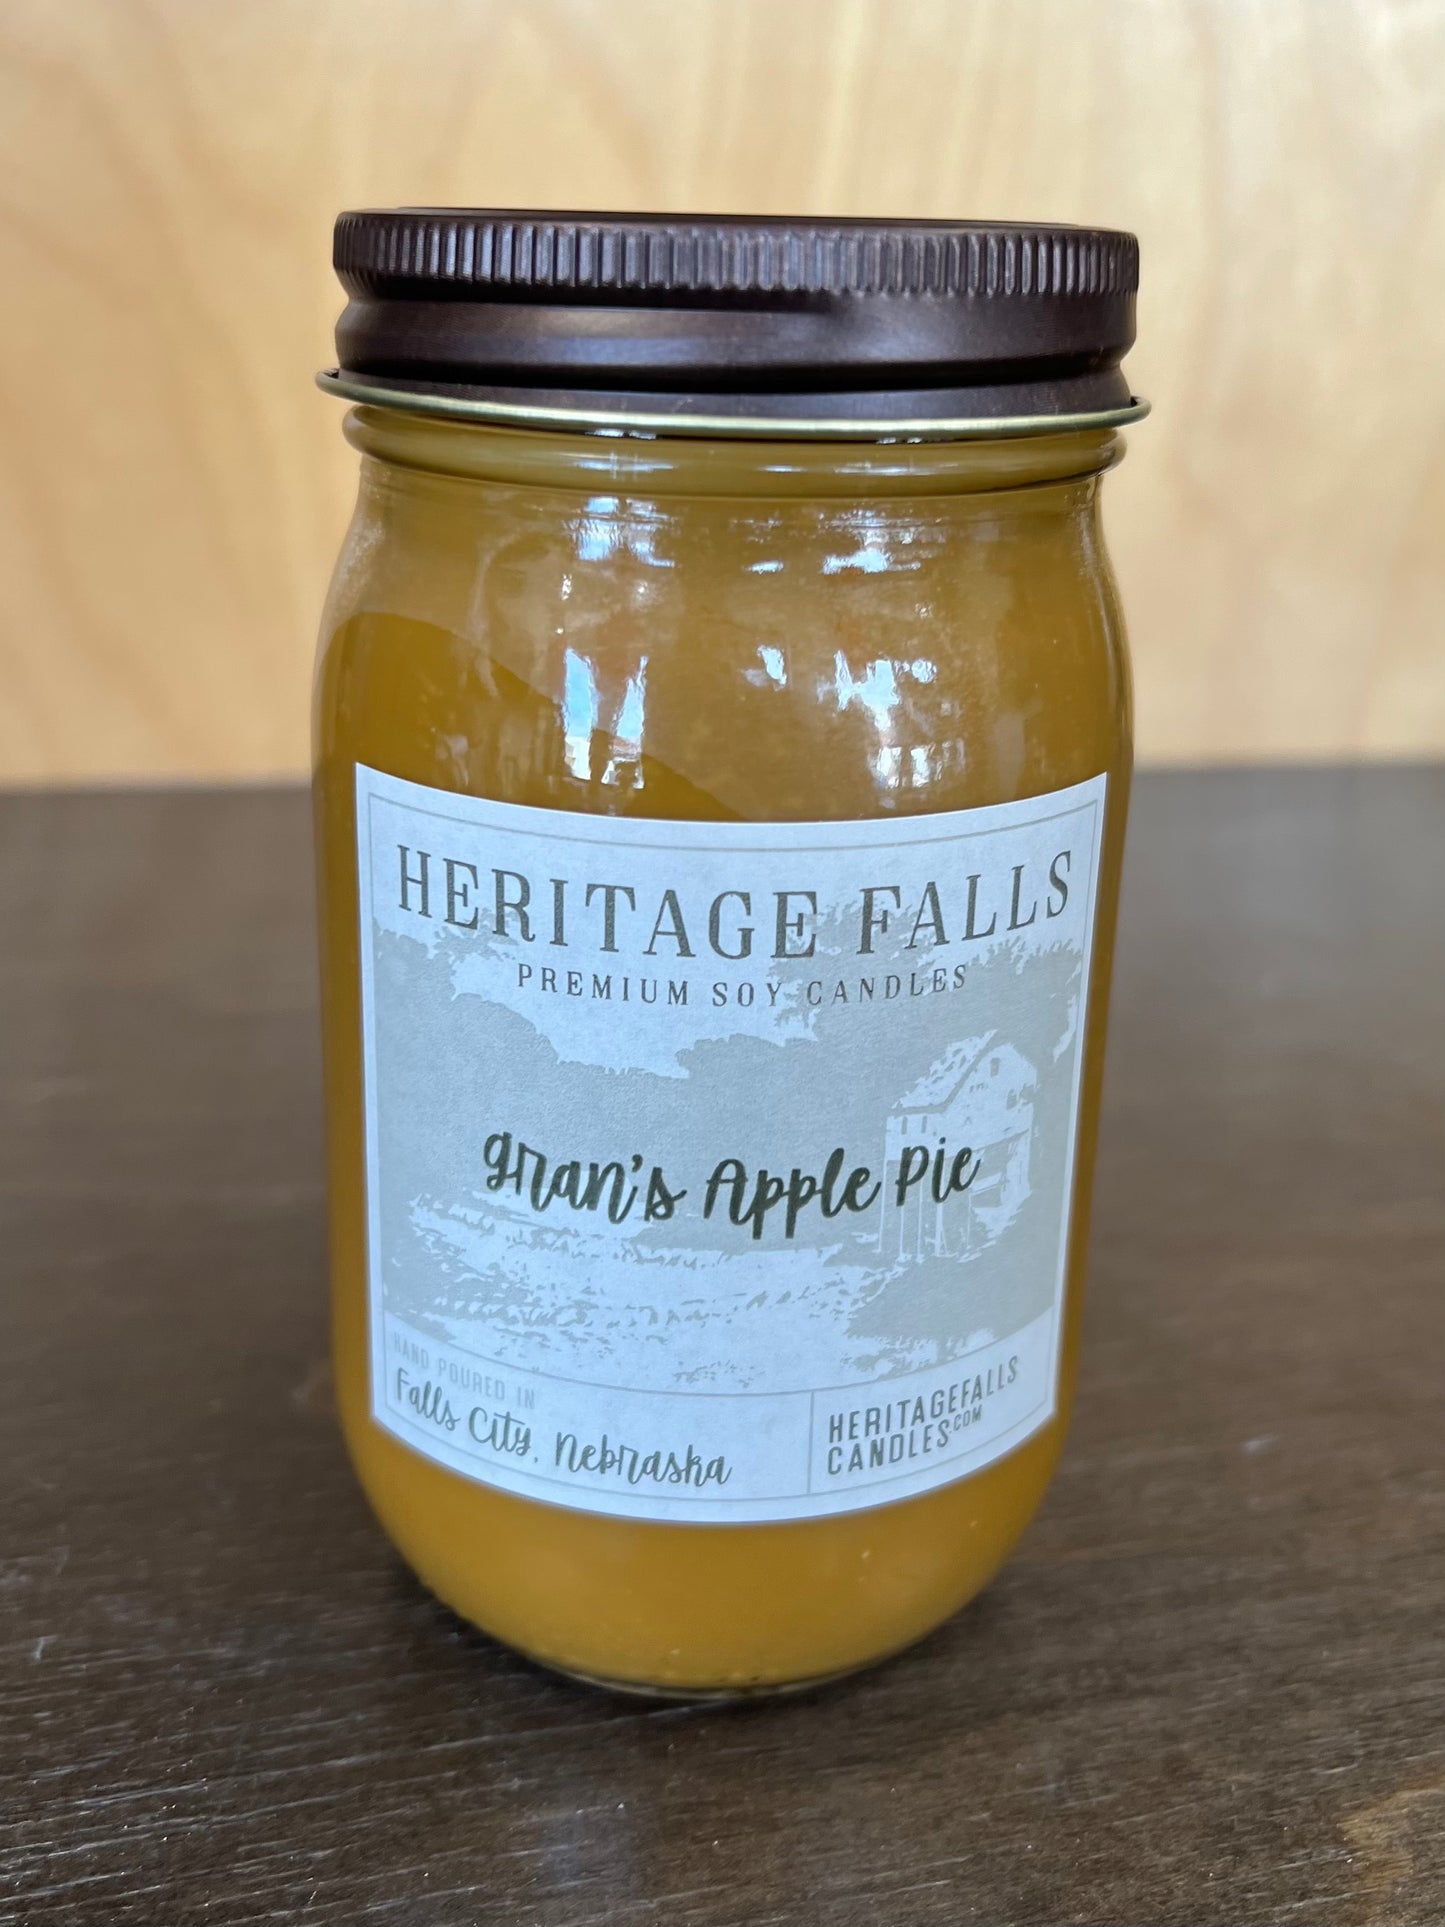 HERITAGE FALLS
PREMIUM SOY CANDLES
gran's Apple Pie
HAND POURED IN
Falls City, Nebraska
HERITAGEFALLS
CANDLES.COM